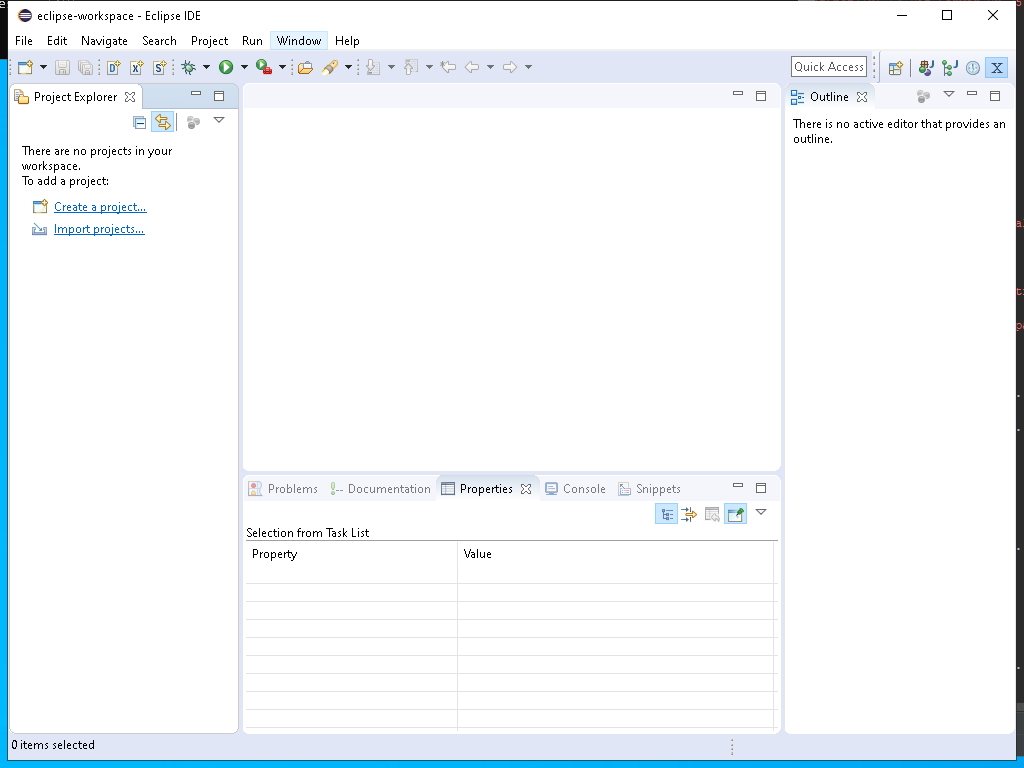 eclipse-workspace - Eclipse IDE
File Edit Navigate Search Project Run Window Help
Quick Access
Project Explorer
There are no projects in your
workspace.
To add a project:
Create a project...
Import projects...
Outline
There is no active editor that provides an
outline.
Problems Documentation Properties Console Snippets
Selection from Task List
Property Value
0 items selected